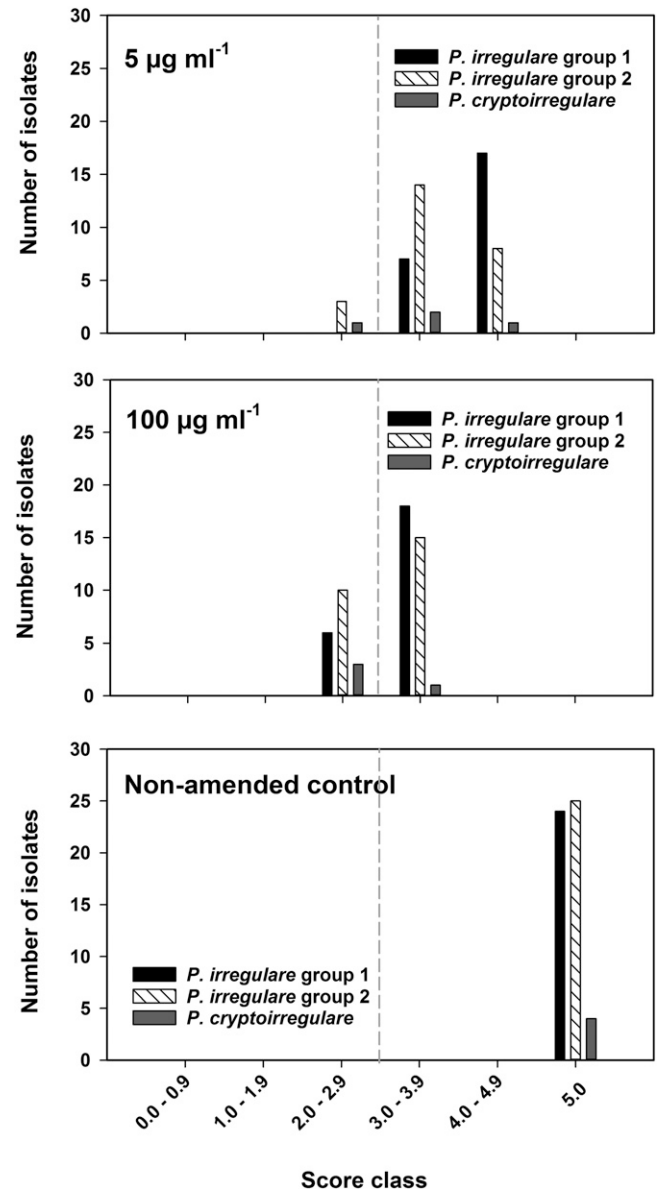 5 µg ml⁻¹
P. irregulare group 1
P. irregulare group 2
P. cryptoirregulare
Number of isolates
30
25
20
15
10
5
0
100 µg ml⁻¹
P. irregulare group 1
P. irregulare group 2
P. cryptoirregulare
Number of isolates
30
25
20
15
10
5
0
Non-amended control
P. irregulare group 1
P. irregulare group 2
P. cryptoirregulare
Number of isolates
30
25
20
15
10
5
0
0.0 - 0.9
1.0 - 1.9
2.0 - 2.9
3.0 - 3.9
4.0 - 4.9
5.0
Score class